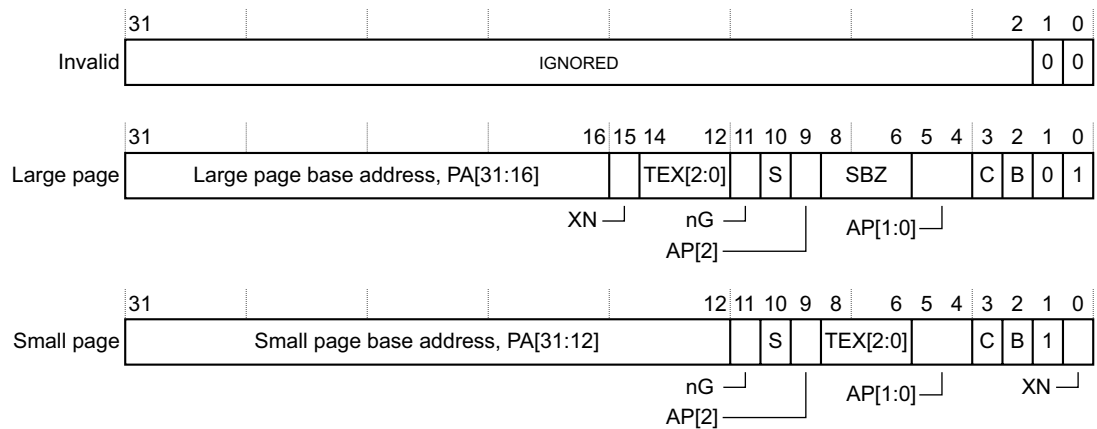 31 2 1 0
Invalid IGNORED 0 0
31 16 15 14 12 11 10 9 8 6 5 4 3 2 1 0
Large page Large page base address, PA[31:16] TEX[2:0] S SBZ C B 0 1
XN nG AP[1:0]
AP[2]
31 12 11 10 9 8 6 5 4 3 2 1 0
Small page Small page base address, PA[31:12] S TEX[2:0] C B 1
nG AP[1:0] XN
AP[2]